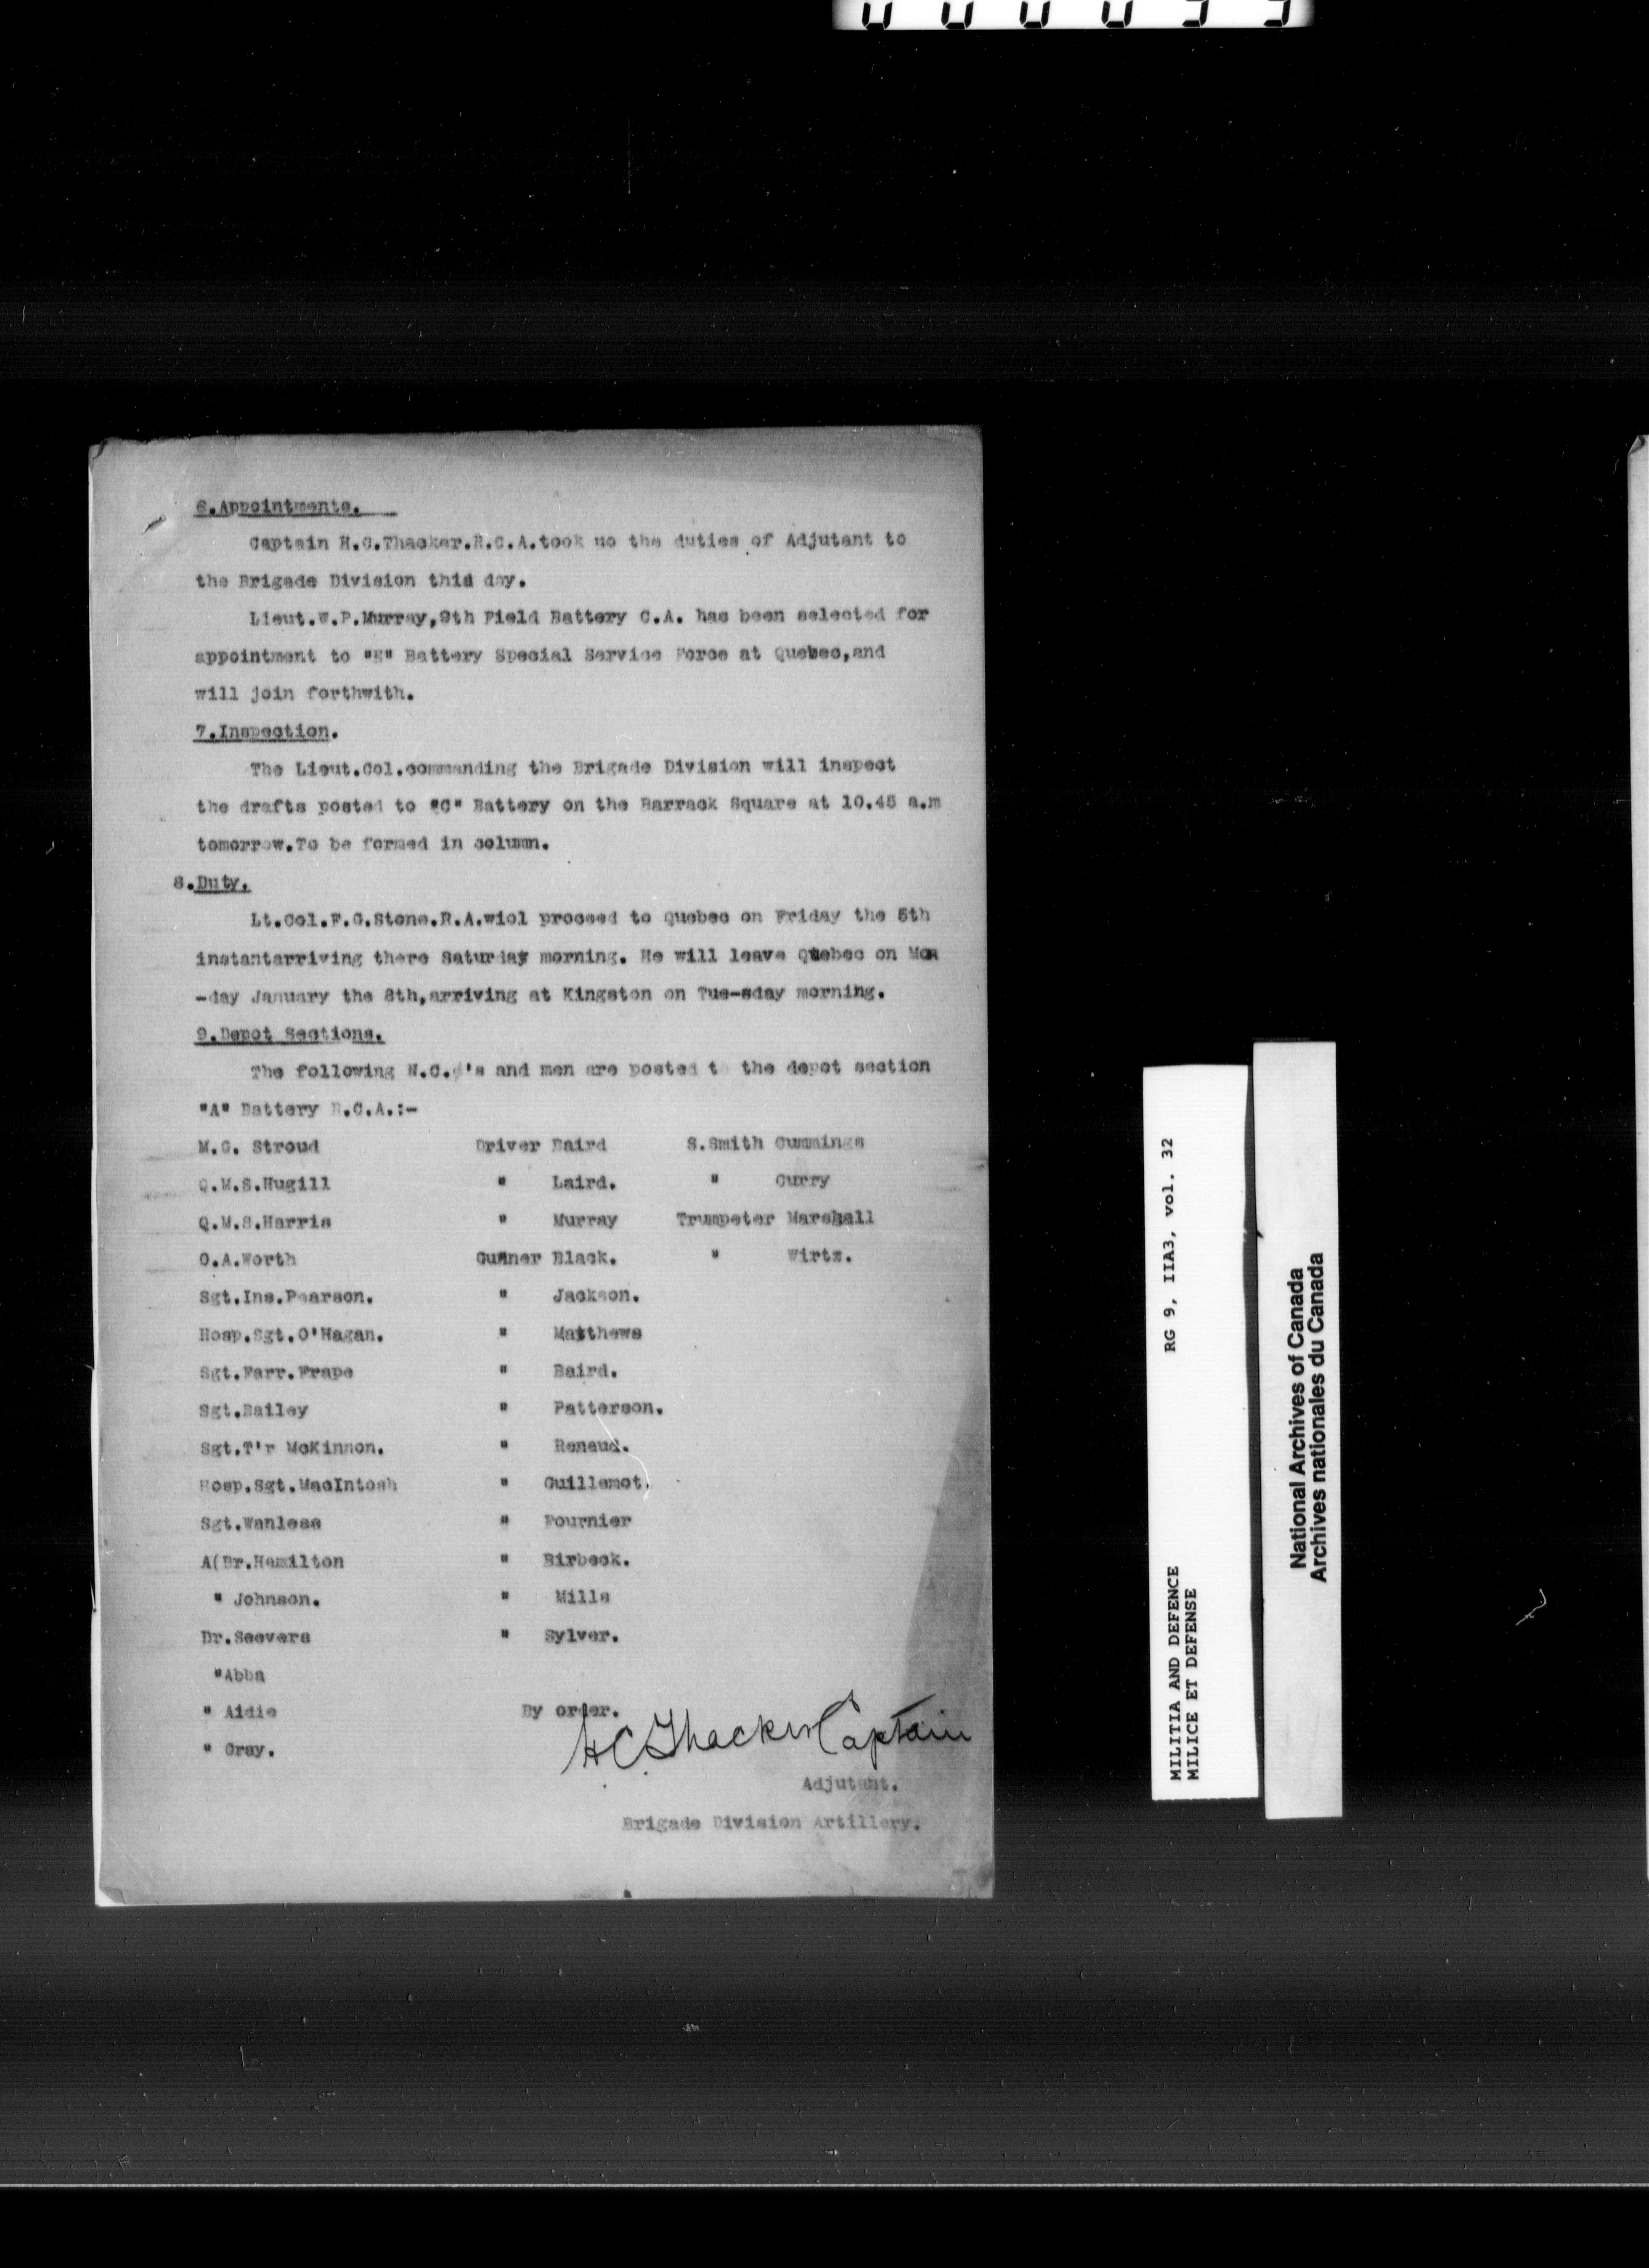 6.Appointments.
Captain H.C.Thacker.R.C.A.took uo the duties of Adjutant to
the Brigade Division thid day.
Lieut.W.P.Murray,9th Field Battery C.A. has been selected for
appointment to "E" Battery Special Service Force at Quebec,and
will join forthwith.
7.Inspection.
The Lieut.Col.commanding the Brigade Division will inspect
the drafts posted to "C" Battery on the Barrack Square at 10.45 a.m
tomorrow.To be formed in column.
8.Duty.
Lt.Col.F.G.Stone.R.A.wiol proceed to Quebec on Friday the 5th
instantarriving there Saturday morning. He will leave Quebec on Mon
-day January the 8th,arriving at Kingston on Tue-sday morning.
9.Depot Sections.
The following N.C.O's and men are posted t the depot section
"A" Battery R.C.A.:-
M.G. Stroud Driver Baird S.Smith Cummings
Q.M.S.Hugill " Laird. " Curry
Q.M.S.Harris " Murray Trumpeter Marshall
O.A.Worth Gunner Black. " Wirtz.
Sgt.Ins.Pearson. " Jackson.
Hosp.Sgt.O'Hagan. " Matthews
Sgt.Farr.Frape " Baird.
Sgt.Bailey " Patterson.
Sgt.T'r McKinnon. " Renaud.
Hosp.Sgt.MacIntosh " Guillemot.
Sgt.Wanless " Fournier
A(Br.Hamilton " Birbeck.
" Johnson. " Mills
Dr.Seevers " Sylver.
"Abba
" Aidie By order.
" Gray.
H C Thacker Captain
Adjutant.
Brigade Division Artillery.
MILITIA AND DEFENCE RG 9, IIA3, vol. 32
MILICE ET DEFENSE
National Archives of Canada
Archives nationales du Canada